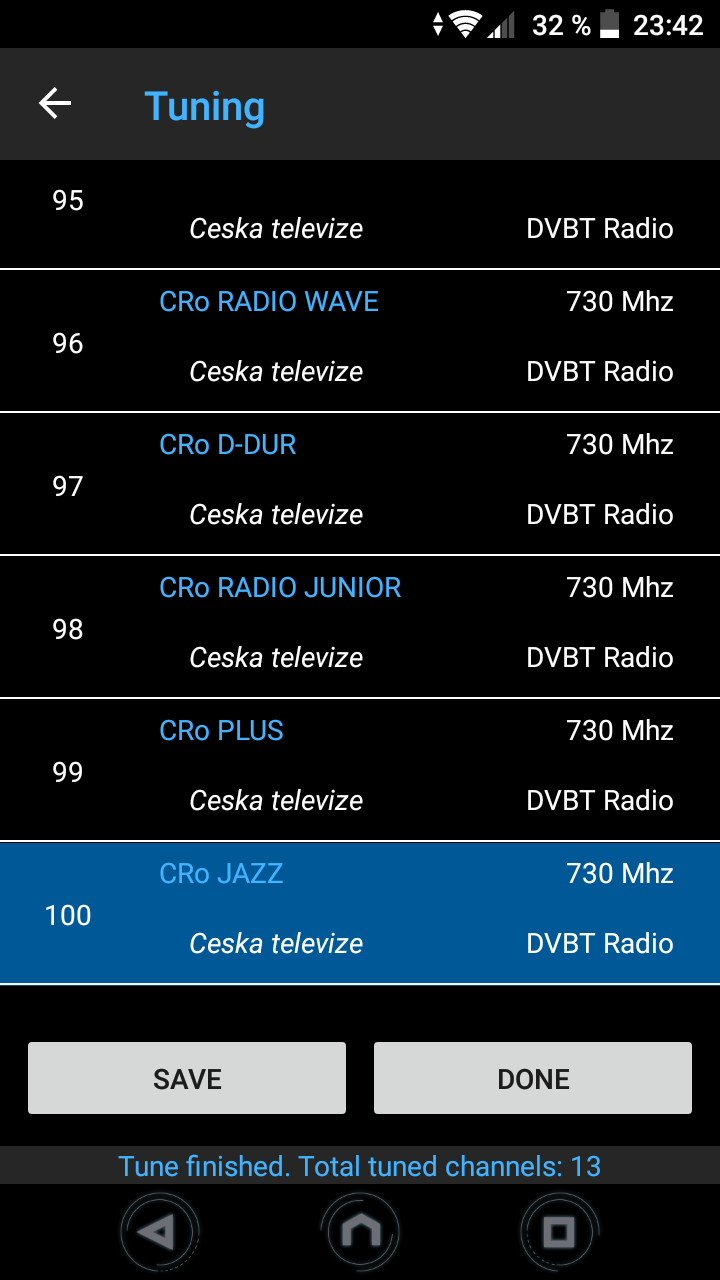 32 % 23:42
Tuning
95
Ceska televize DVBT Radio
CRo RADIO WAVE 730 Mhz
96
Ceska televize DVBT Radio
CRo D-DUR 730 Mhz
97
Ceska televize DVBT Radio
CRo RADIO JUNIOR 730 Mhz
98
Ceska televize DVBT Radio
CRo PLUS 730 Mhz
99
Ceska televize DVBT Radio
CRo JAZZ 730 Mhz
100
Ceska televize DVBT Radio
SAVE DONE
Tune finished. Total tuned channels: 13